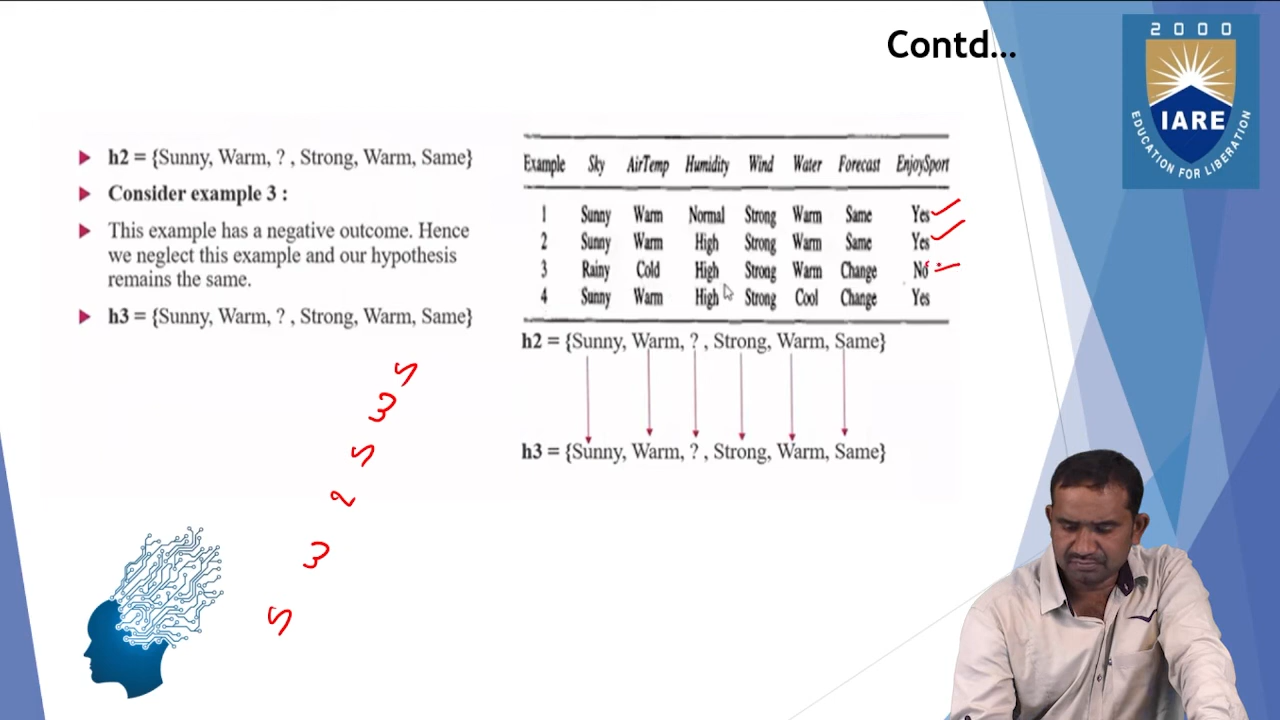 Contd...
2 0 0 0
IARE
EDUCATION FOR LIBERATION
h2 = {Sunny, Warm, ? , Strong, Warm, Same}
Consider example 3 :
This example has a negative outcome. Hence
we neglect this example and our hypothesis
remains the same.
h3 = {Sunny, Warm, ? , Strong, Warm, Same}
Example Sky AirTemp Humidity Wind Water Forecast EnjoySport
1 Sunny Warm Normal Strong Warm Same Yes
2 Sunny Warm High Strong Warm Same Yes
3 Rainy Cold High Strong Warm Change No
4 Sunny Warm High Strong Cool Change Yes
h2 = {Sunny, Warm, ? , Strong, Warm, Same}
h3 = {Sunny, Warm, ? , Strong, Warm, Same}
5
3
5
2
3
5